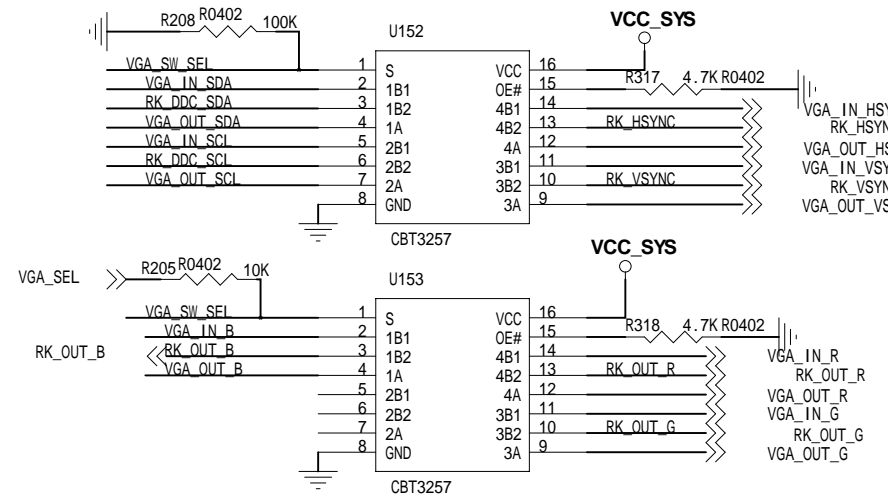 R208 R0402 100K
U152
VCC_SYS
VGA_SW_SEL 1 S VCC 16
VGA_IN_SDA 2 1B1 OE# 15 R317 4.7K R0402
RK_DDC_SDA 3 1B2 4B1 14 VGA_IN_HSY
VGA_OUT_SDA 4 1A 4B2 13 RK_HSYNC RK_HSYN
VGA_IN_SCL 5 2B1 4A 12 VGA_OUT_HS
RK_DDC_SCL 6 2B2 3B1 11 VGA_IN_VSY
VGA_OUT_SCL 7 2A 3B2 10 RK_VSYNC RK_VSYN
8 GND 3A 9 VGA_OUT_VS
CBT3257
VCC_SYS
VGA_SEL R205 R0402 10K
U153
VGA_SW_SEL 1 S VCC 16
VGA_IN_B 2 1B1 OE# 15 R318 4.7K R0402
RK_OUT_B RK_OUT_B 3 1B2 4B1 14 VGA_IN_R
VGA_OUT_B 4 1A 4B2 13 RK_OUT_R RK_OUT_R
5 2B1 4A 12 VGA_OUT_R
6 2B2 3B1 11 VGA_IN_G
7 2A 3B2 10 RK_OUT_G RK_OUT_G
8 GND 3A 9 VGA_OUT_G
CBT3257